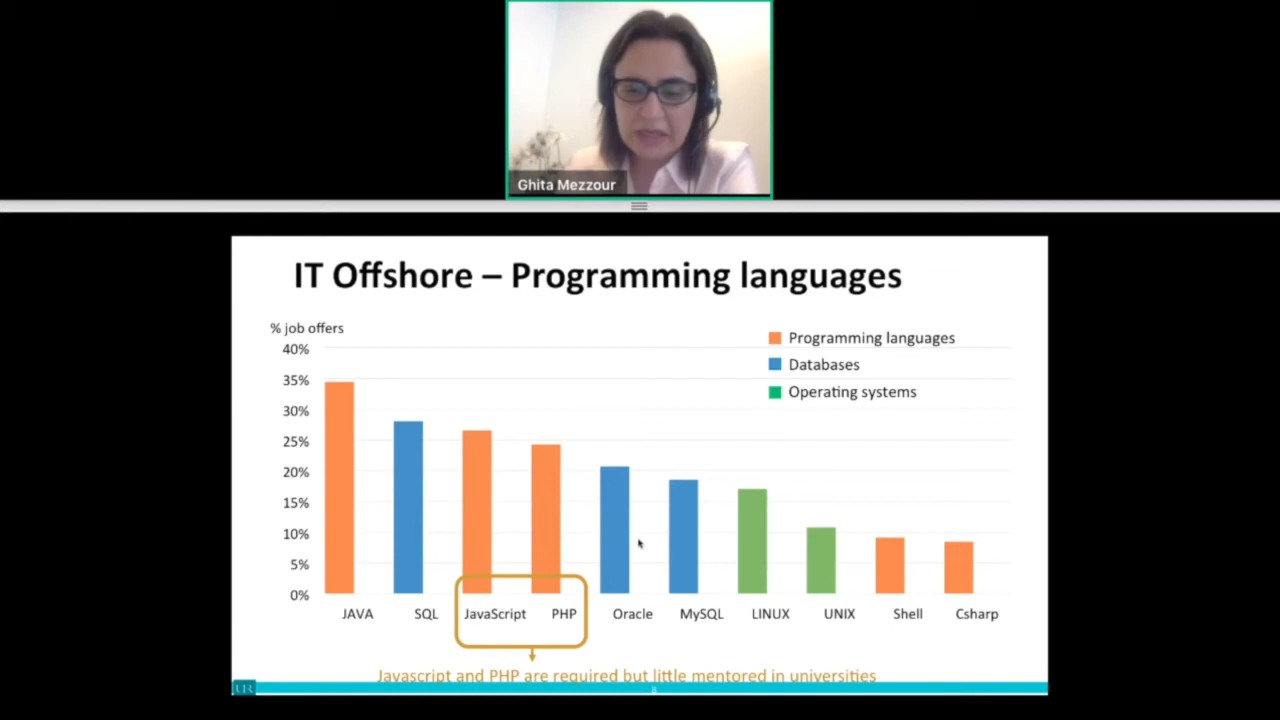 Ghita Mezzour
IT Offshore – Programming languages
% job offers
40%
35%
30%
25%
20%
15%
10%
5%
0%
Programming languages
Databases
Operating systems
JAVA SQL JavaScript PHP Oracle MySQL LINUX UNIX Shell Csharp
Javascript and PHP are required but little mentored in universities